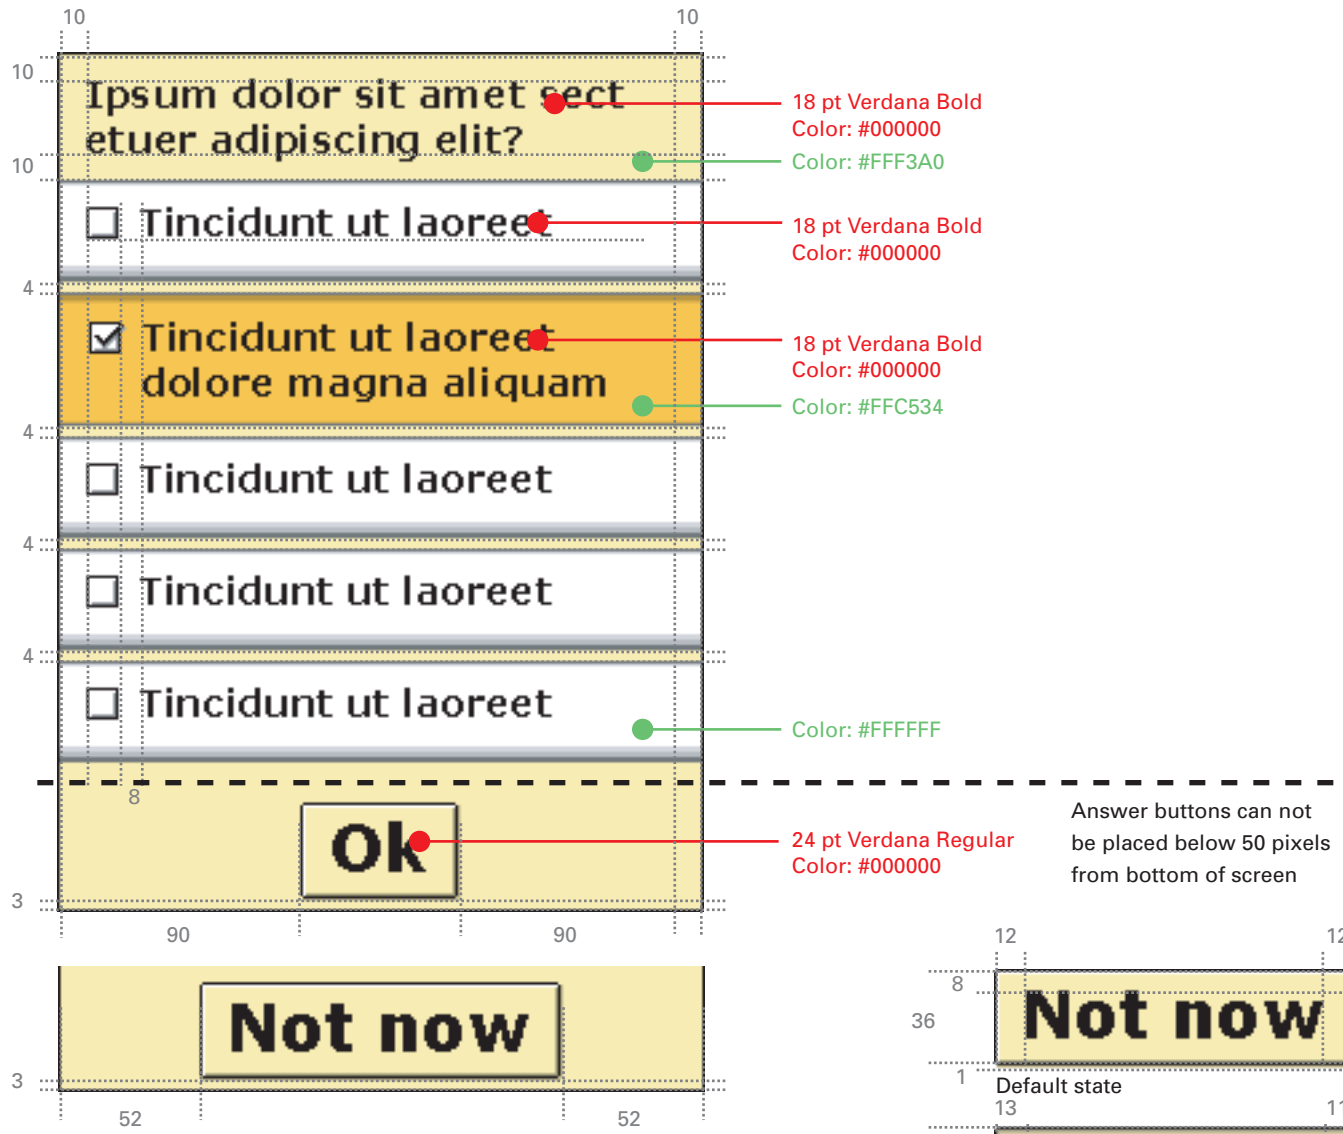 10
10
10
Ipsum dolor sit amet sect
etuer adipiscing elit?
10
18 pt Verdana Bold
Color: #000000
Color: #FFF3A0
Tincidunt ut laoreet
18 pt Verdana Bold
Color: #000000
4
Tincidunt ut laoreet
dolore magna aliquam
18 pt Verdana Bold
Color: #000000
Color: #FFC534
4
Tincidunt ut laoreet
4
Tincidunt ut laoreet
4
Tincidunt ut laoreet
Color: #FFFFFF
8
Ok
24 pt Verdana Regular
Color: #000000
Answer buttons can not
be placed below 50 pixels
from bottom of screen
3
90
90
Not now
3
52
52
12
12
8
36
Not now
1
Default state
13
11